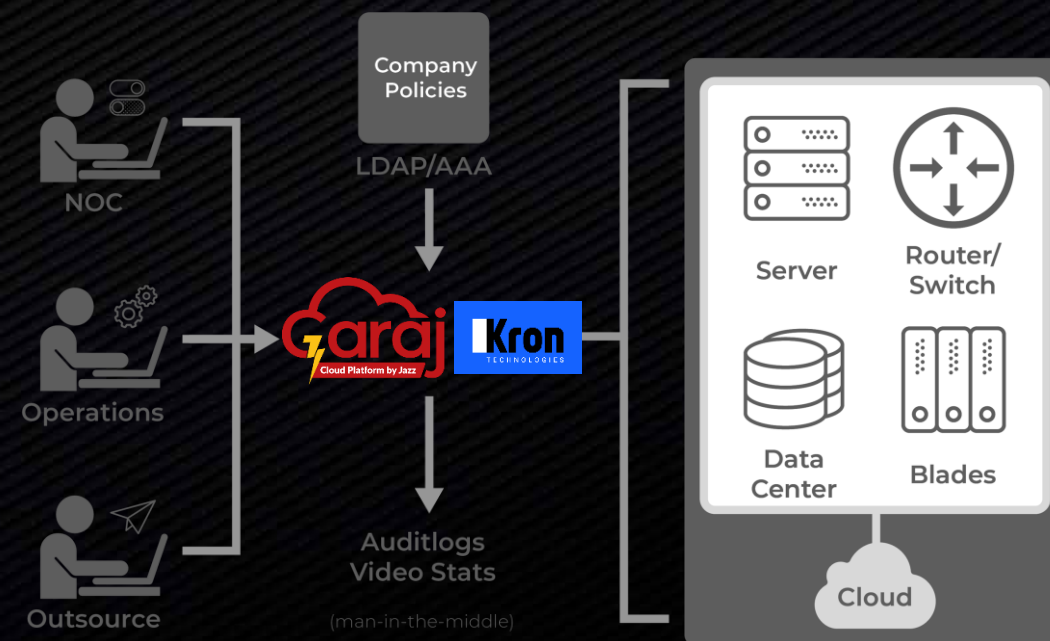 Company
Policies
LDAP/AAA
NOC
Operations
Outsource
Garaj
Cloud Platform by Jazz
Kron
TECHNOLOGIES
Auditlogs
Video Stats
(man-in-the-middle)
Server
Router/
Switch
Data
Center
Blades
Cloud